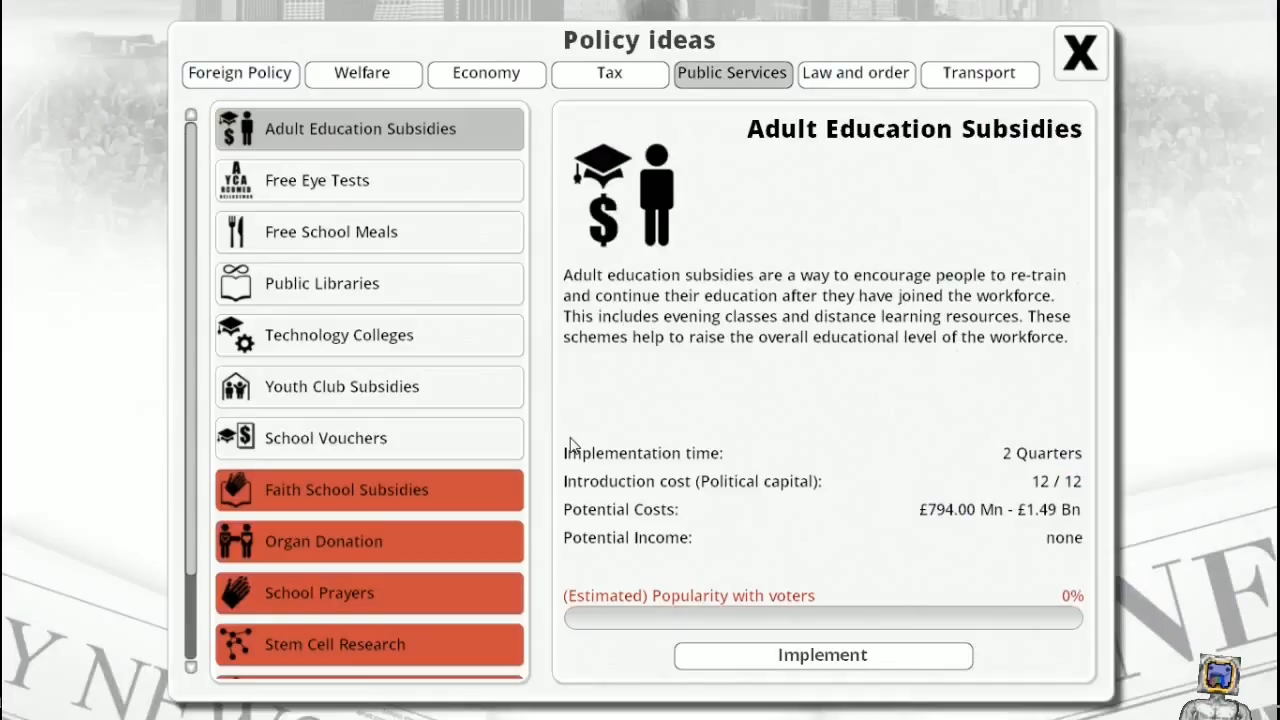 Policy ideas
X
Foreign Policy
Welfare
Economy
Tax
Public Services
Law and order
Transport
Adult Education Subsidies
Free Eye Tests
Free School Meals
Public Libraries
Technology Colleges
Youth Club Subsidies
School Vouchers
Faith School Subsidies
Organ Donation
School Prayers
Stem Cell Research
Adult Education Subsidies
Adult education subsidies are a way to encourage people to re-train
and continue their education after they have joined the workforce.
This includes evening classes and distance learning resources. These
schemes help to raise the overall educational level of the workforce.
Implementation time: 2 Quarters
Introduction cost (Political capital): 12 / 12
Potential Costs: £794.00 Mn - £1.49 Bn
Potential Income: none
(Estimated) Popularity with voters 0%
Implement